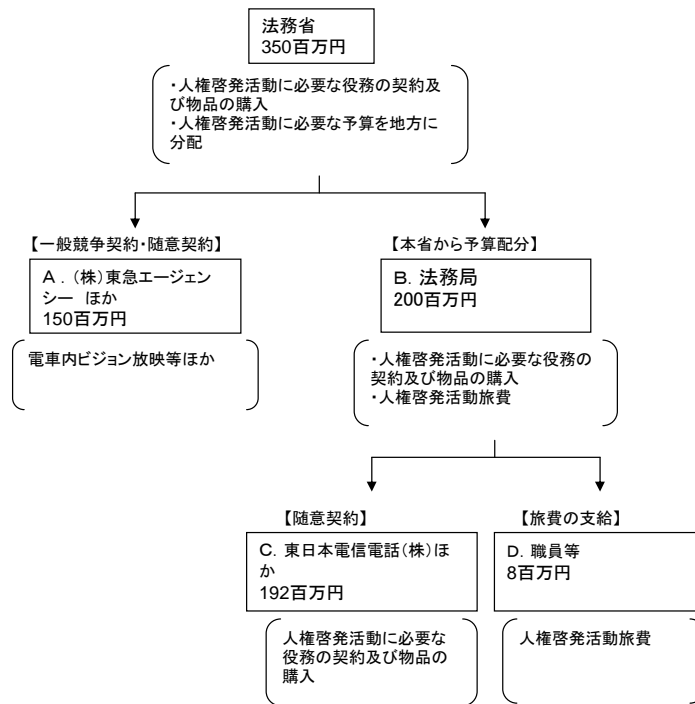 法務省
350百万円
・人権啓発活動に必要な役務の契約及
び物品の購入
・人権啓発活動に必要な予算を地方に
分配
【一般競争契約・随意契約】
A．(株)東急エージェン
シー ほか
150百万円
電車内ビジョン放映等ほか
【本省から予算配分】
B. 法務局
200百万円
・人権啓発活動に必要な役務の
契約及び物品の購入
・人権啓発活動旅費
【随意契約】
C. 東日本電信電話(株)ほ
か
192百万円
人権啓発活動に必要な
役務の契約及び物品の
購入
【旅費の支給】
D. 職員等
8百万円
人権啓発活動旅費